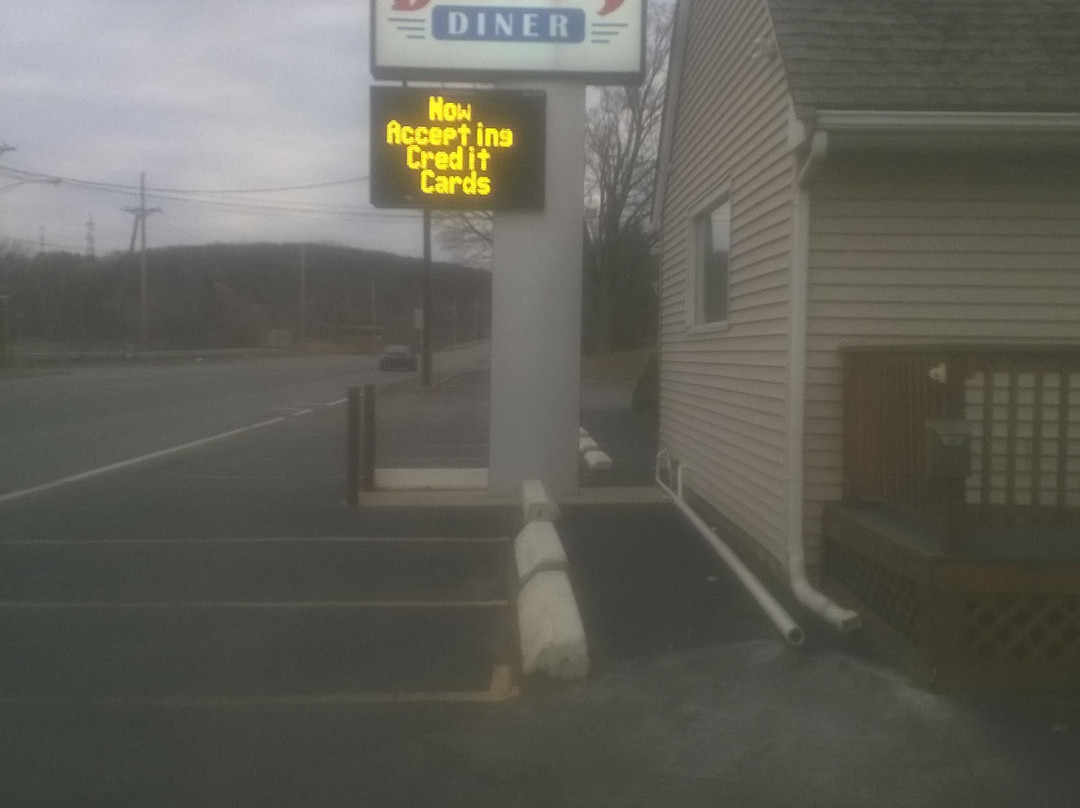 DINER
Now
Accepting
Credit
Cards